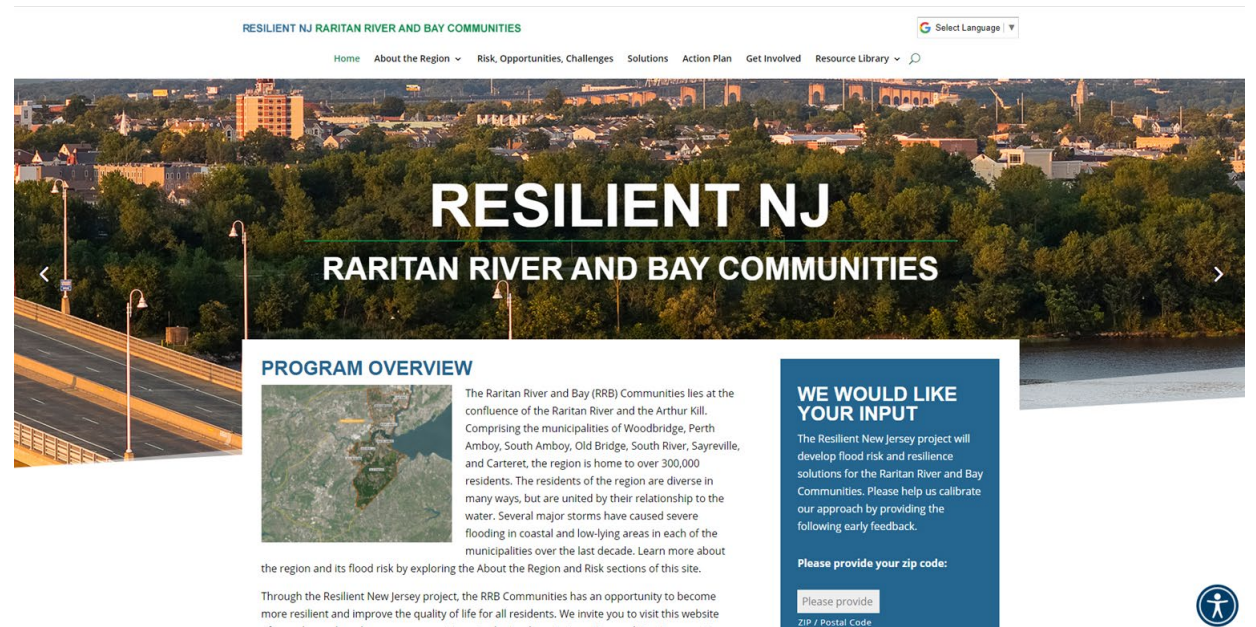 RESILIENT NJ RARITAN RIVER AND BAY COMMUNITIES
Select Language ▼
Home About the Region Risk, Opportunities, Challenges Solutions Action Plan Get Involved Resource Library
RESILIENT NJ
RARITAN RIVER AND BAY COMMUNITIES
PROGRAM OVERVIEW
The Raritan River and Bay (RRB) Communities lies at the
confluence of the Raritan River and the Arthur Kill.
Comprising the municipalities of Woodbridge, Perth
Amboy, South Amboy, Old Bridge, South River, Sayreville,
and Carteret, the region is home to over 300,000
residents. The residents of the region are diverse in
many ways, but are united by their relationship to the
water. Several major storms have caused severe
flooding in coastal and low-lying areas in each of the
municipalities over the last decade. Learn more about
the region and its flood risk by exploring the About the Region and Risk sections of this site.
Through the Resilient New Jersey project, the RRB Communities has an opportunity to become
more resilient and improve the quality of life for all residents. We invite you to visit this website
WE WOULD LIKE
YOUR INPUT
The Resilient New Jersey project will
develop flood risk and resilience
solutions for the Raritan River and Bay
Communities. Please help us calibrate
our approach by providing the
following early feedback.
Please provide your zip code:
Please provide
ZIP / Postal Code